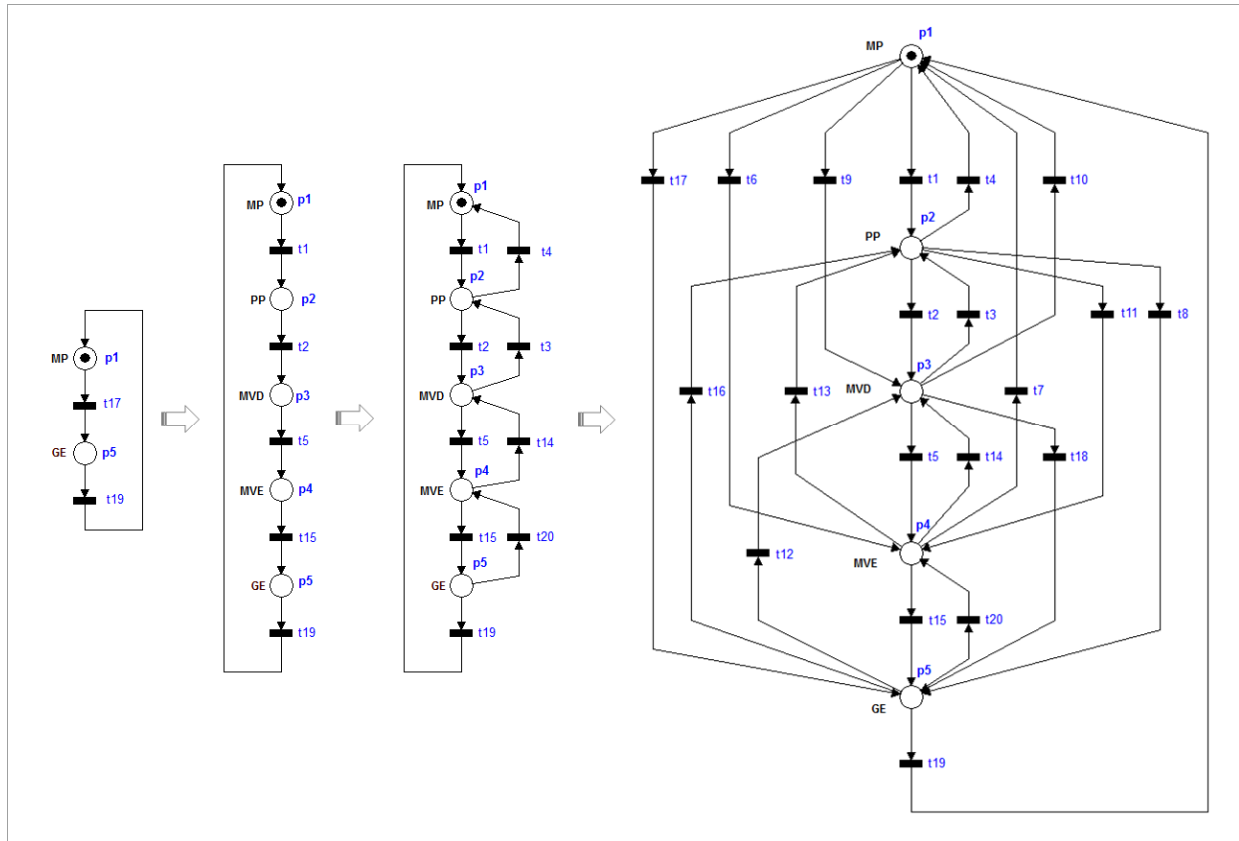 MP p1
t17
GE p5
t19
MP p1
t1
PP p2
t2
MVD p3
t5
MVE p4
t15
GE p5
t19
p1
MP
t1 t4
p2
PP
t2 t3
p3
MVD
t5 t14
p4
MVE
t15 t20
p5
GE
t19
p1
MP
t17 t6 t9 t1 t4 t10
p2
PP
t2 t3 t11 t8
p3
MVD
t16 t13 t7
t5 t14 t18
p4
MVE
t12
t15 t20
p5
GE
t19